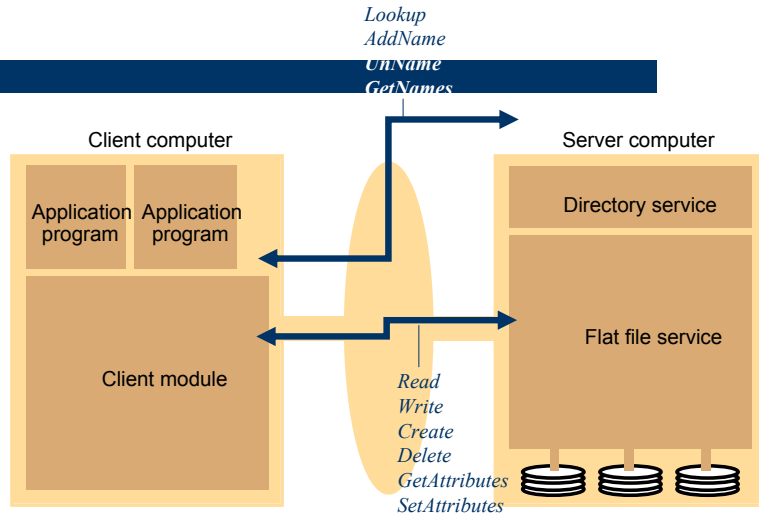 Lookup
AddName
UnName
GetNames
Client computer
Server computer
Application program
Application program
Directory service
Client module
Flat file service
Read
Write
Create
Delete
GetAttributes
SetAttributes